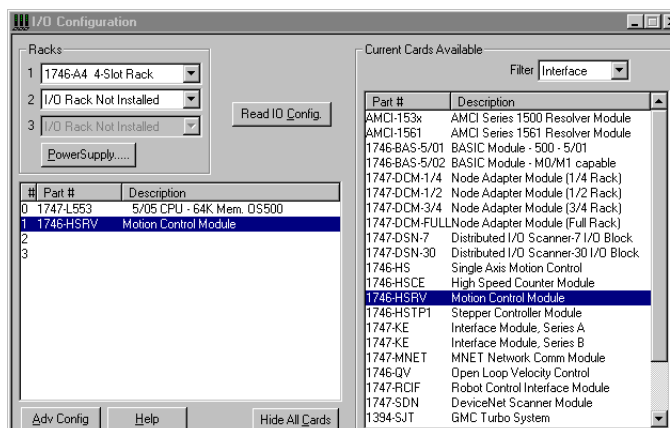 I/O Configuration
Racks
1 1746-A4 4-Slot Rack
2 I/O Rack Not Installed
3 I/O Rack Not Installed
PowerSupply.....
Read IO Config.
# Part # Description
0 1747-L553 5/05 CPU - 64K Mem. OS500
1 1746-HSRV Motion Control Module
2
3
Adv Config
Help
Hide All Cards
Current Cards Available
Filter Interface
Part # Description
AMCI-153x AMCI Series 1500 Resolver Module
AMCI-1561 AMCI Series 1561 Resolver Module
1746-BAS-5/01 BASIC Module - 500 - 5/01
1746-BAS-5/02 BASIC Module - M0/M1 capable
1747-DCM-1/4 Node Adapter Module (1/4 Rack)
1747-DCM-1/2 Node Adapter Module (1/2 Rack)
1747-DCM-3/4 Node Adapter Module (3/4 Rack)
1747-DCM-FULL Node Adapter Module (Full Rack)
1747-DSN-7 Distributed I/O Scanner-7 I/O Block
1747-DSN-30 Distributed I/O Scanner-30 I/O Block
1746-HS Single Axis Motion Control
1746-HSCE High Speed Counter Module
1746-HSRV Motion Control Module
1746-HSTP1 Stepper Controller Module
1747-KE Interface Module, Series A
1747-KE Interface Module, Series B
1747-MNET MNET Network Comm Module
1746-QV Open Loop Velocity Control
1747-RCIF Robot Control Interface Module
1747-SDN DeviceNet Scanner Module
1394-SJT GMC Turbo System